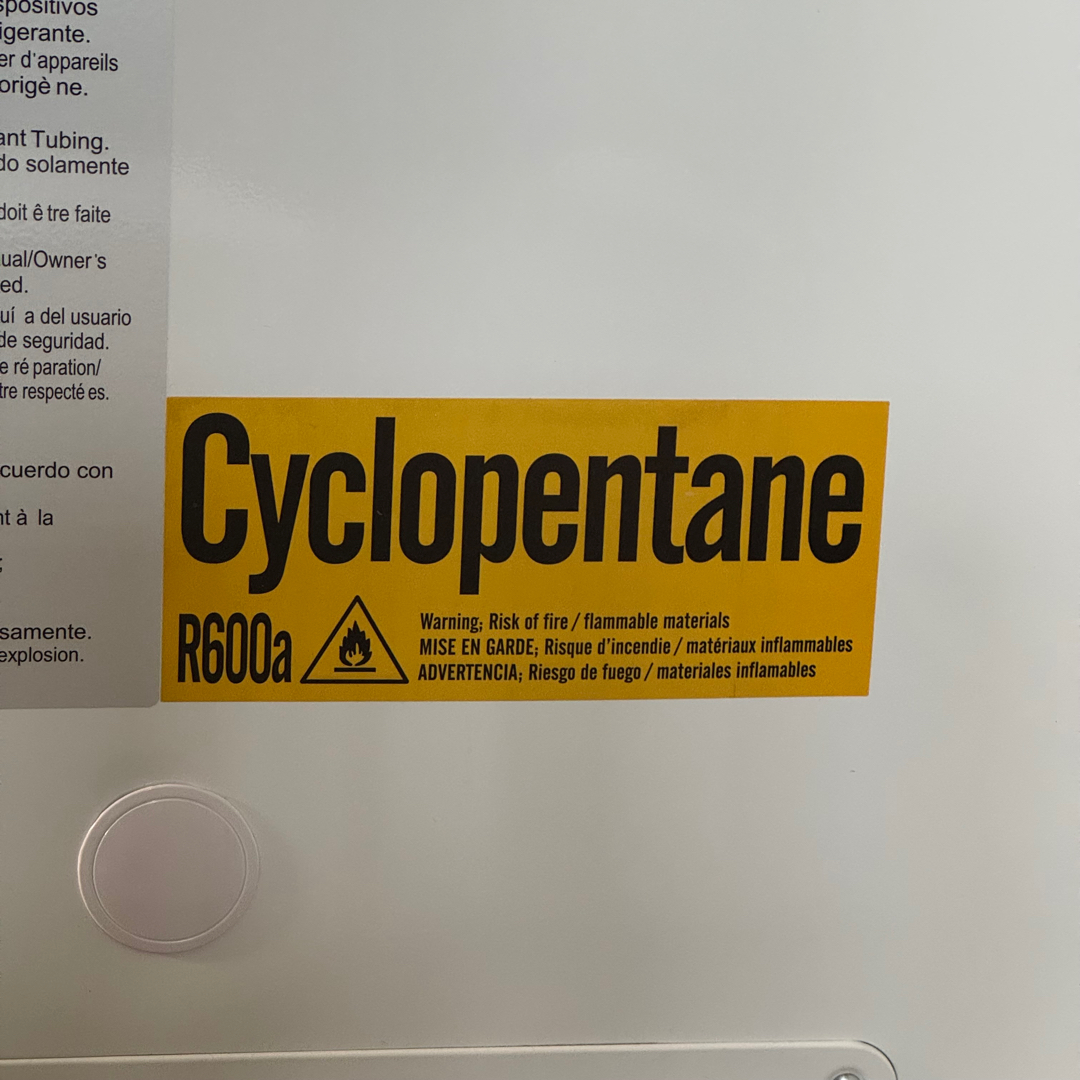 spositivos
igerante.
er d'appareils
origè ne.
ant Tubing.
do solamente
doit ê tre faite
ual/Owner's
ed.
uí a del usuario
de seguridad.
e ré paration/
tre respecté es.
cuerdo con
nt à la
;
samente.
explosion.
Cyclopentane
R600a
Warning; Risk of fire / flammable materials
MISE EN GARDE; Risque d'incendie / matériaux inflammables
ADVERTENCIA; Riesgo de fuego / materiales inflamables